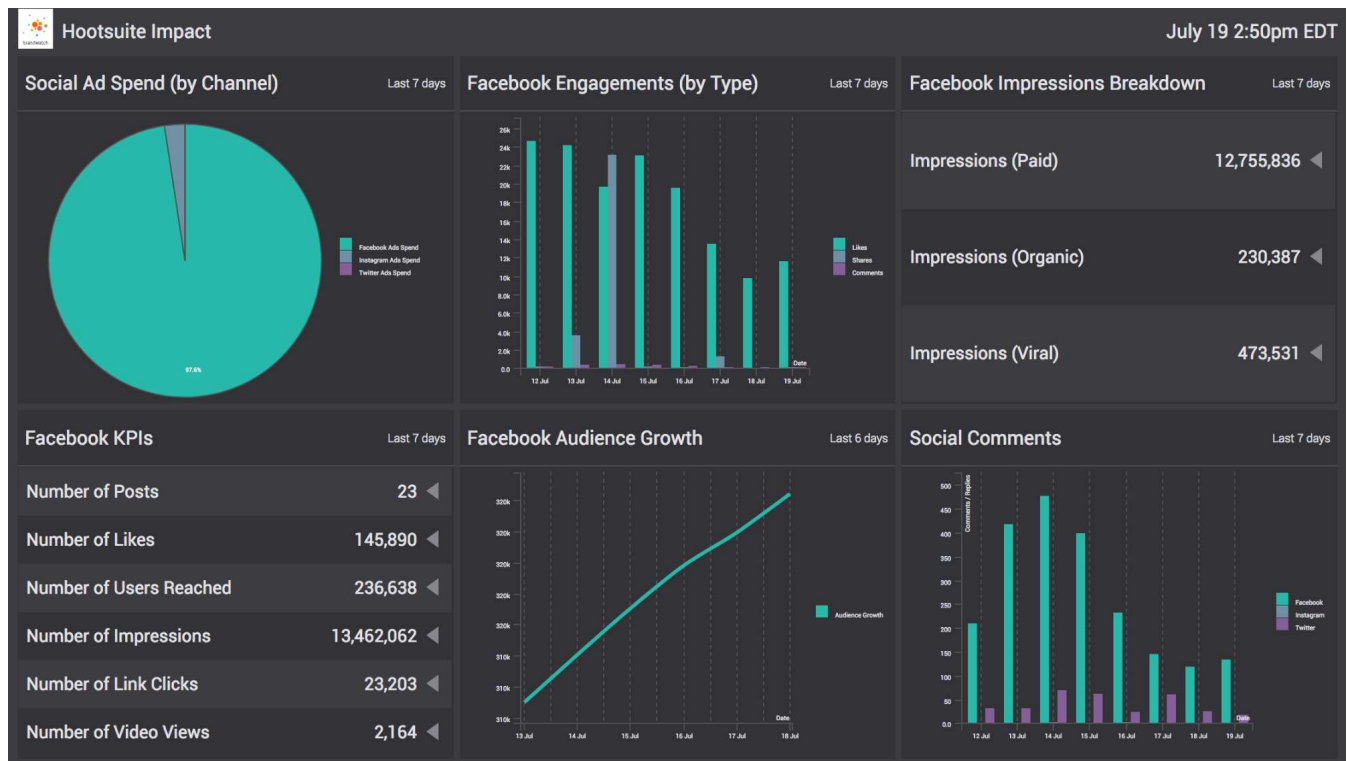 brandwatch
Hootsuite Impact
July 19 2:50pm EDT
Social Ad Spend (by Channel)
Last 7 days
97.6%
Facebook Ads Spend
Instagram Ads Spend
Twitter Ads Spend
Facebook Engagements (by Type)
Last 7 days
26k
24k
22k
20k
18k
16k
14k
12k
10k
8.0k
6.0k
4.0k
2.0k
0.0
12 Jul 13 Jul 14 Jul 15 Jul 16 Jul 17 Jul 18 Jul 19 Jul
Date
Likes
Shares
Comments
Facebook Impressions Breakdown
Last 7 days
Impressions (Paid) 12,755,836
Impressions (Organic) 230,387
Impressions (Viral) 473,531
Facebook KPIs
Last 7 days
Number of Posts 23
Number of Likes 145,890
Number of Users Reached 236,638
Number of Impressions 13,462,062
Number of Link Clicks 23,203
Number of Video Views 2,164
Facebook Audience Growth
Last 6 days
320k
320k
320k
320k
320k
310k
310k
310k
13 Jul 14 Jul 15 Jul 16 Jul 17 Jul 18 Jul
Date
Audience Growth
Social Comments
Last 7 days
Comments / Replies
500
450
400
350
300
250
200
150
100
50
0.0
12 Jul 13 Jul 14 Jul 15 Jul 16 Jul 17 Jul 18 Jul 19 Jul
Date
Facebook
Instagram
Twitter